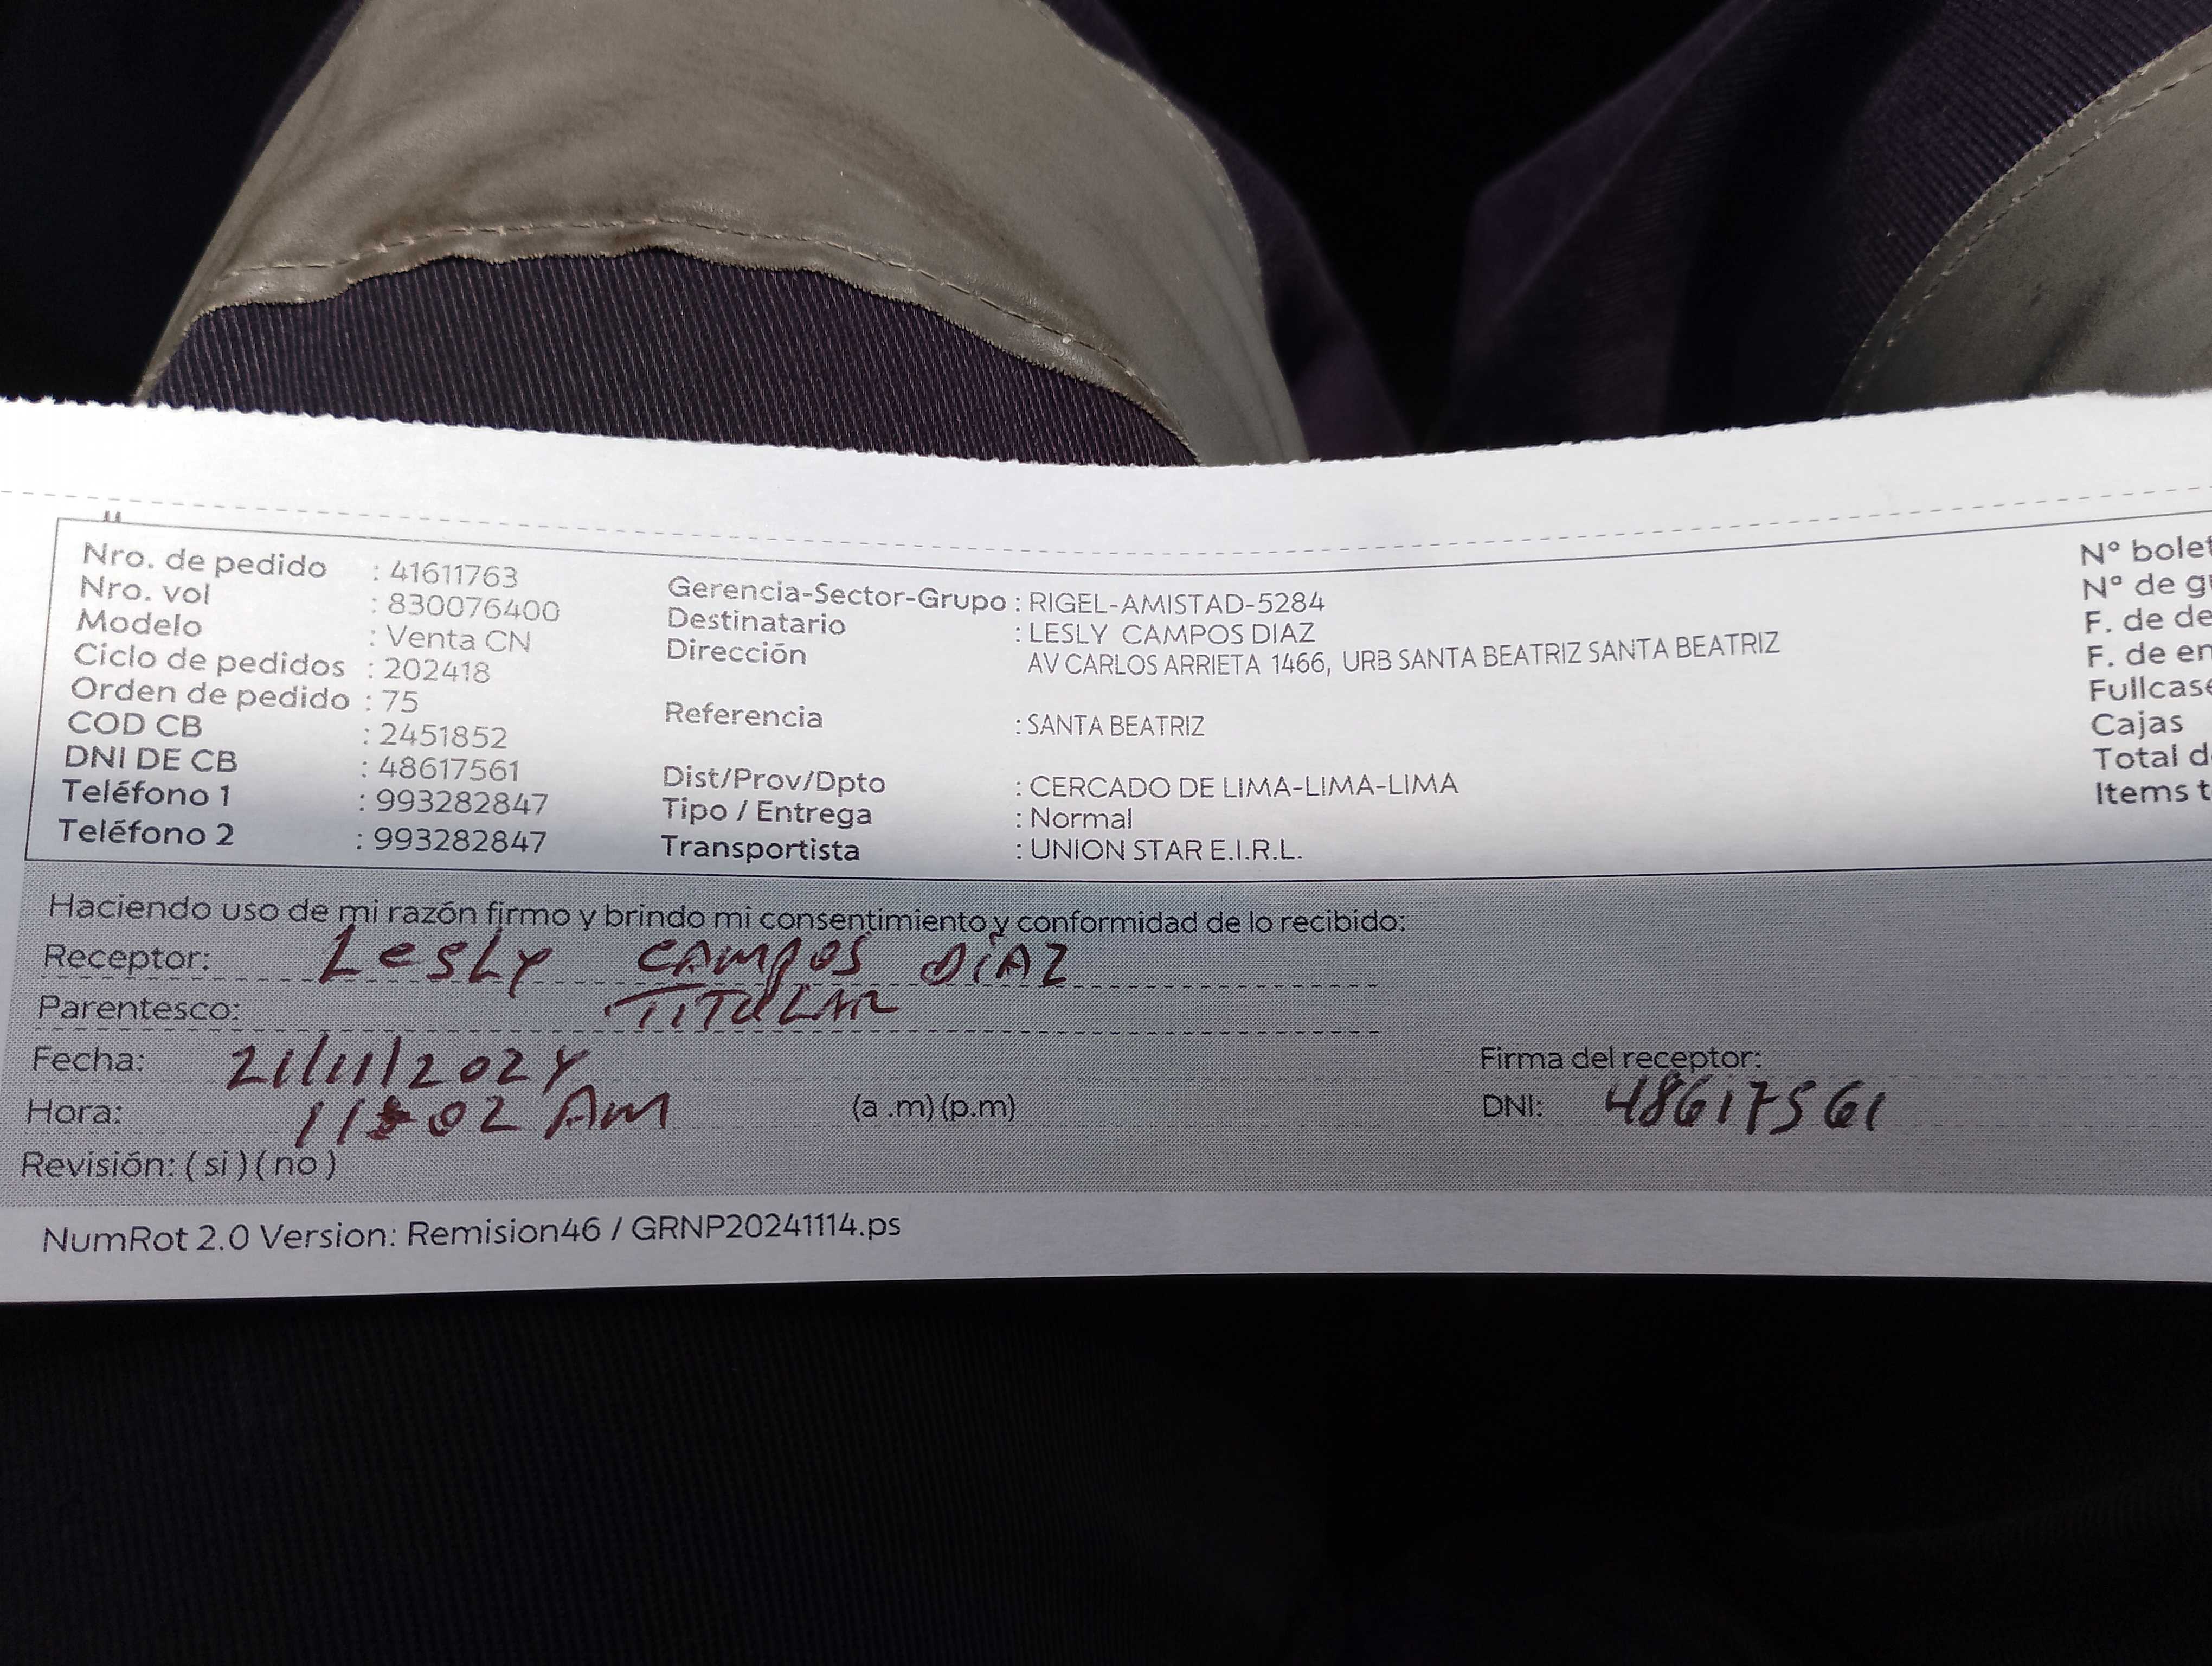 Nro. de pedido : 41611763
Nro. vol : 830076400
Modelo : Venta CN
Ciclo de pedidos : 202418
Orden de pedido : 75
COD CB : 2451852
DNI DE CB : 48617561
Teléfono 1 : 993282847
Teléfono 2 : 993282847
Gerencia-Sector-Grupo : RIGEL-AMISTAD-5284
Destinatario : LESLY CAMPOS DIAZ
Dirección AV CARLOS ARRIETA 1466, URB SANTA BEATRIZ SANTA BEATRIZ
Referencia : SANTA BEATRIZ
Dist/Prov/Dpto : CERCADO DE LIMA-LIMA-LIMA
Tipo / Entrega : Normal
Transportista : UNION STAR E.I.R.L.
N° bolet
N° de g
F. de de
F. de en
Fullcase
Cajas
Total d
Items t
Haciendo uso de mi razón firmo y brindo mi consentimiento y conformidad de lo recibido:
Receptor: LesLy CAMPOS DiAZ
Parentesco: TITULAR
Fecha: 21/11/2024
Hora: 11:02 AM (a .m) (p.m)
Revisión: ( si ) ( no )
Firma del receptor:
DNI: 48617561
NumRot 2.0 Version: Remision46 / GRNP20241114.ps